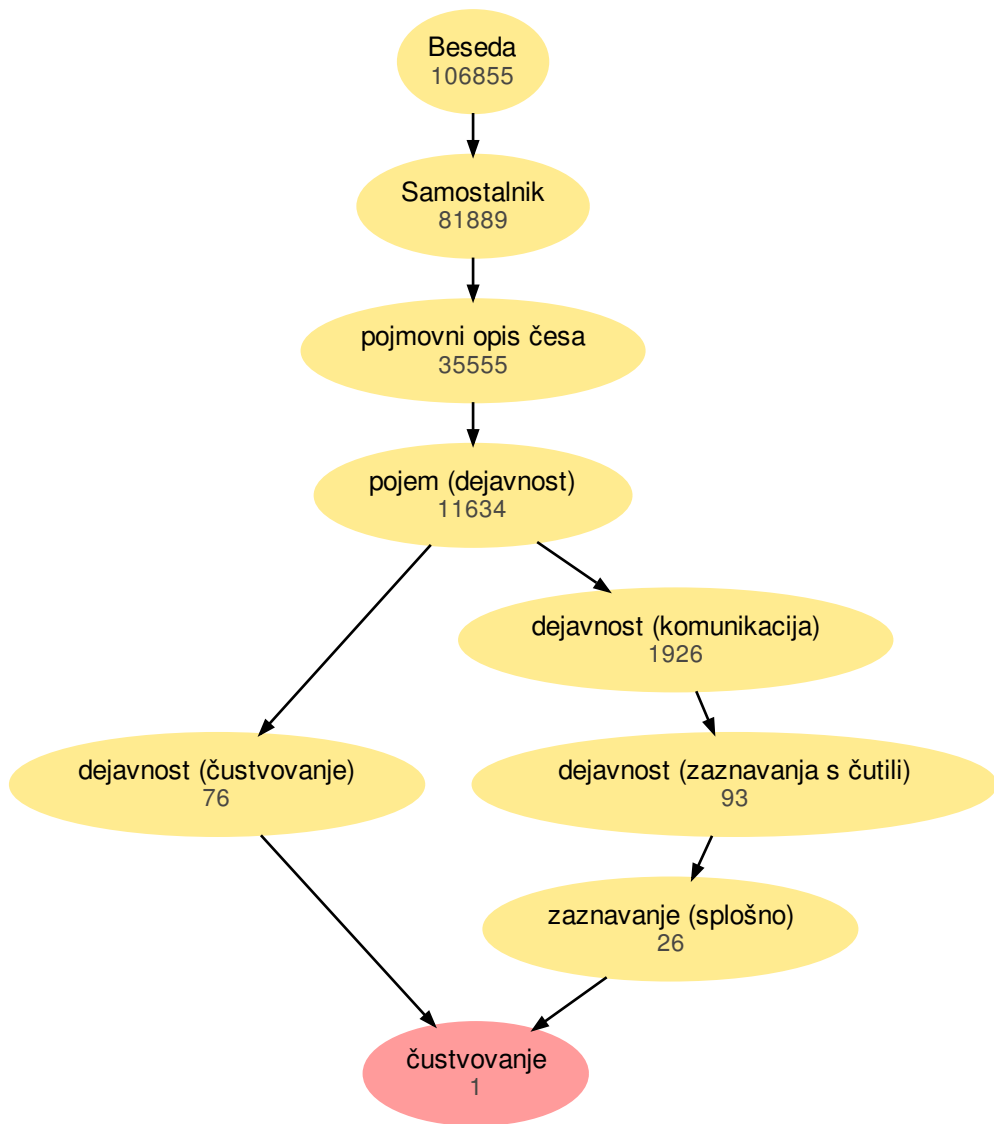 Beseda
106855
Samostalnik
81889
pojmovni opis česa
35555
pojem (dejavnost)
11634
dejavnost (komunikacija)
1926
dejavnost (čustvovanje)
76
dejavnost (zaznavanja s čutili)
93
zaznavanje (splošno)
26
čustvovanje
1